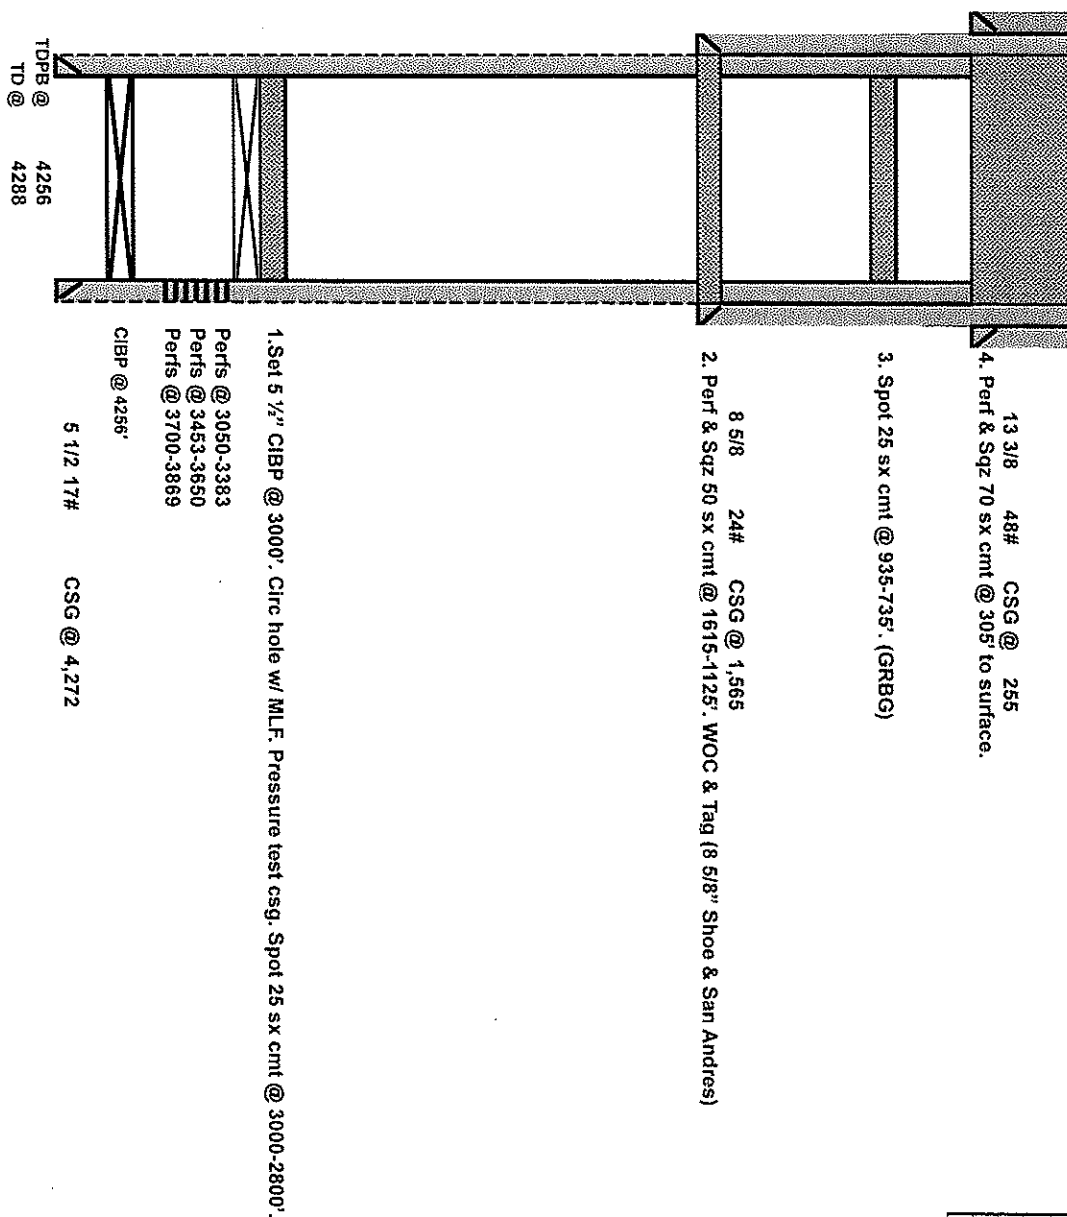 13 3/8 48# CSG @ 255
4. Perf & Sqz 70 sx cmt @ 305' to surface.
3. Spot 25 sx cmt @ 935-735'. (GRBG)
8 5/8 24# CSG @ 1,565
2. Perf & Sqz 50 sx cmt @ 1615-1125'. WOC & Tag (8 5/8" Shoe & San Andres)
1.Set 5 ½" CIBP @ 3000'. Circ hole w/ MLF. Pressure test csg. Spot 25 sx cmt @ 3000-2800'.
Perfs @ 3050-3383
Perfs @ 3453-3650
Perfs @ 3700-3869
CIBP @ 4256'
5 1/2 17# CSG @ 4,272
TDPB @ 4256
TD @ 4288